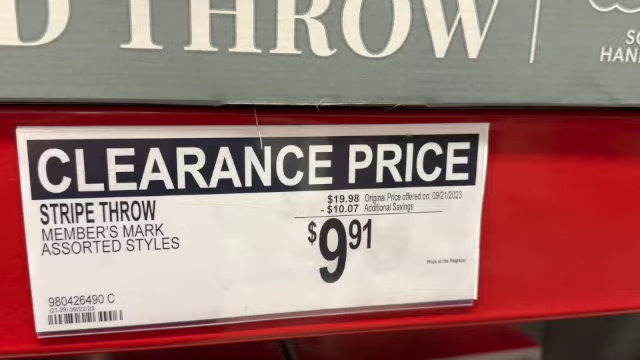 D THROW
SO
HAN
CLEARANCE PRICE
STRIPE THROW
MEMBER'S MARK
ASSORTED STYLES
$19.98 Original Price offered on: 09/21/2023
- $10.07 Additional Savings
$9.91
Price at the Register
980426490 C